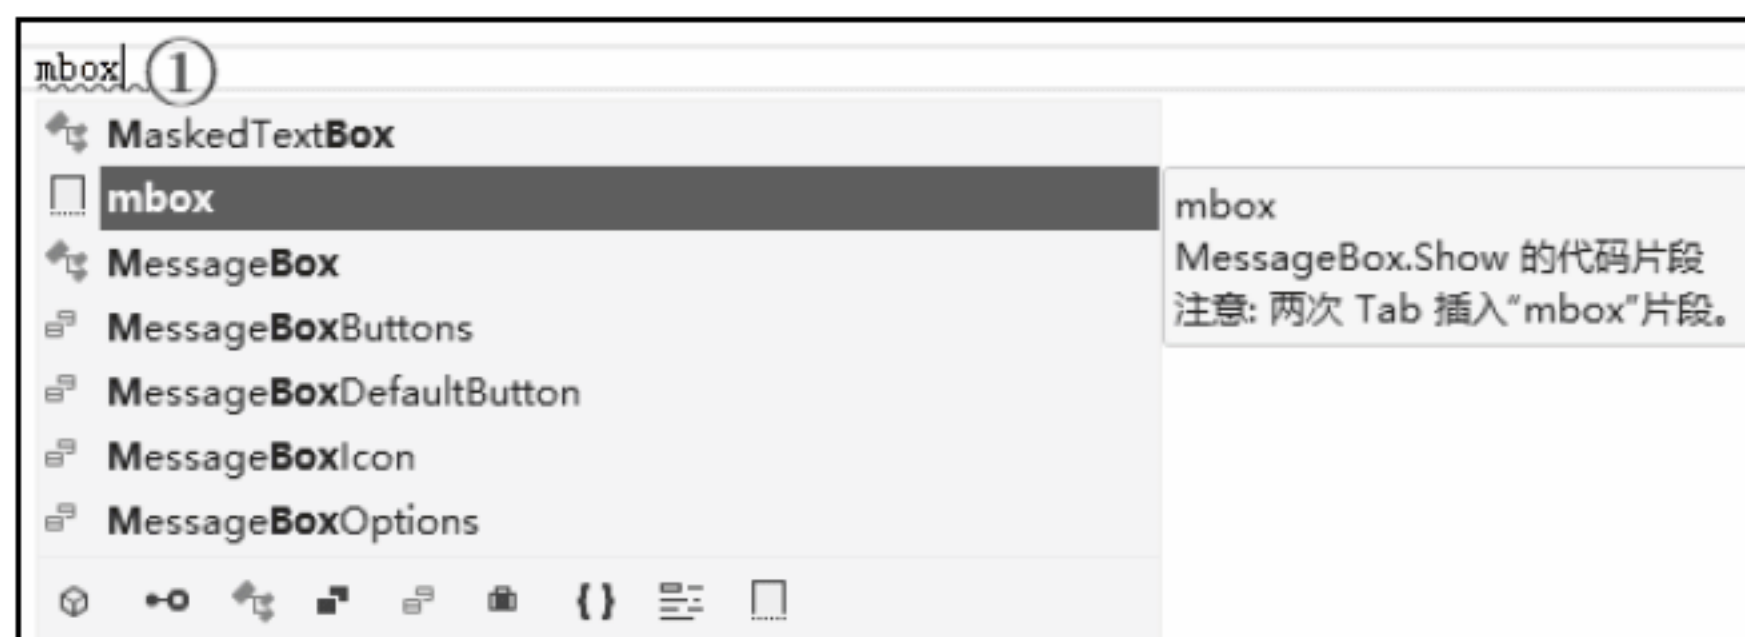 mbox ①
MaskedTextBox
mbox
MessageBox
MessageBoxButtons
MessageBoxDefaultButton
MessageBoxIcon
MessageBoxOptions
mbox
MessageBox.Show 的代码片段
注意: 两次 Tab 插入“mbox”片段。